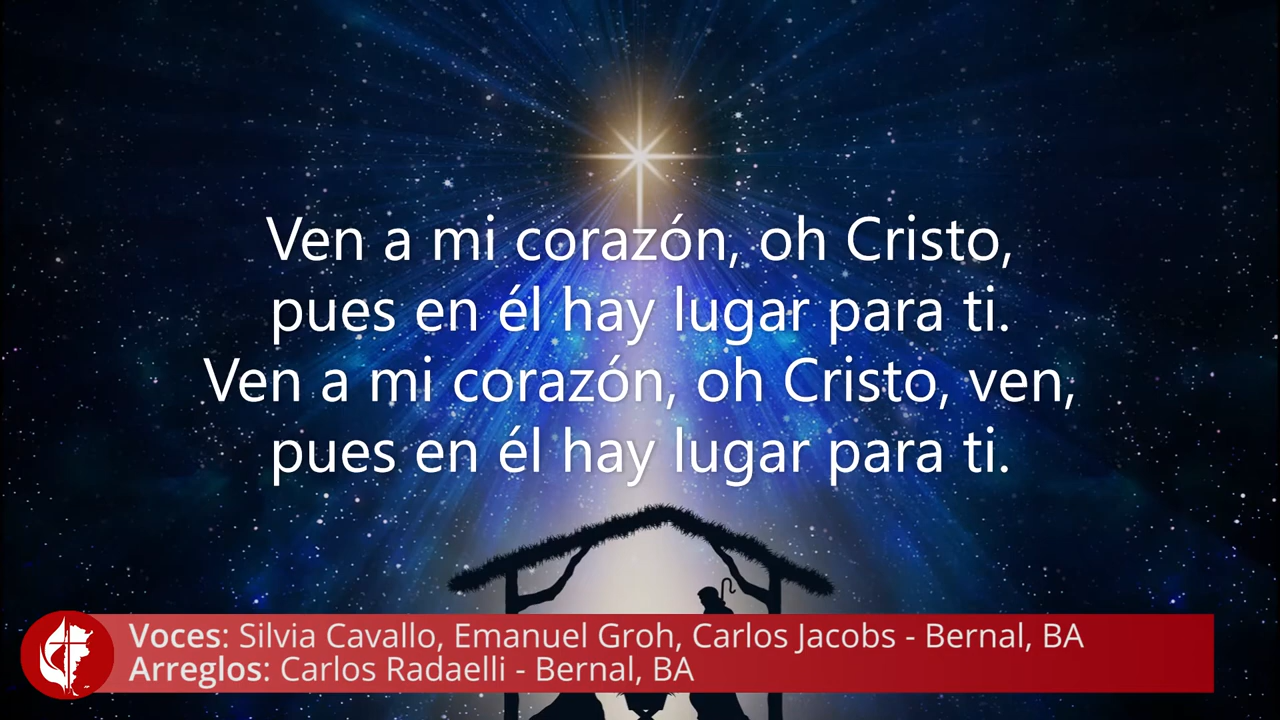 Ven a mi corazón, oh Cristo,
pues en él hay lugar para ti.
Ven a mi corazón, oh Cristo, ven,
pues en él hay lugar para ti.
Voces: Silvia Cavallo, Emanuel Groh, Carlos Jacobs - Bernal, BA
Arreglos: Carlos Radaelli - Bernal, BA